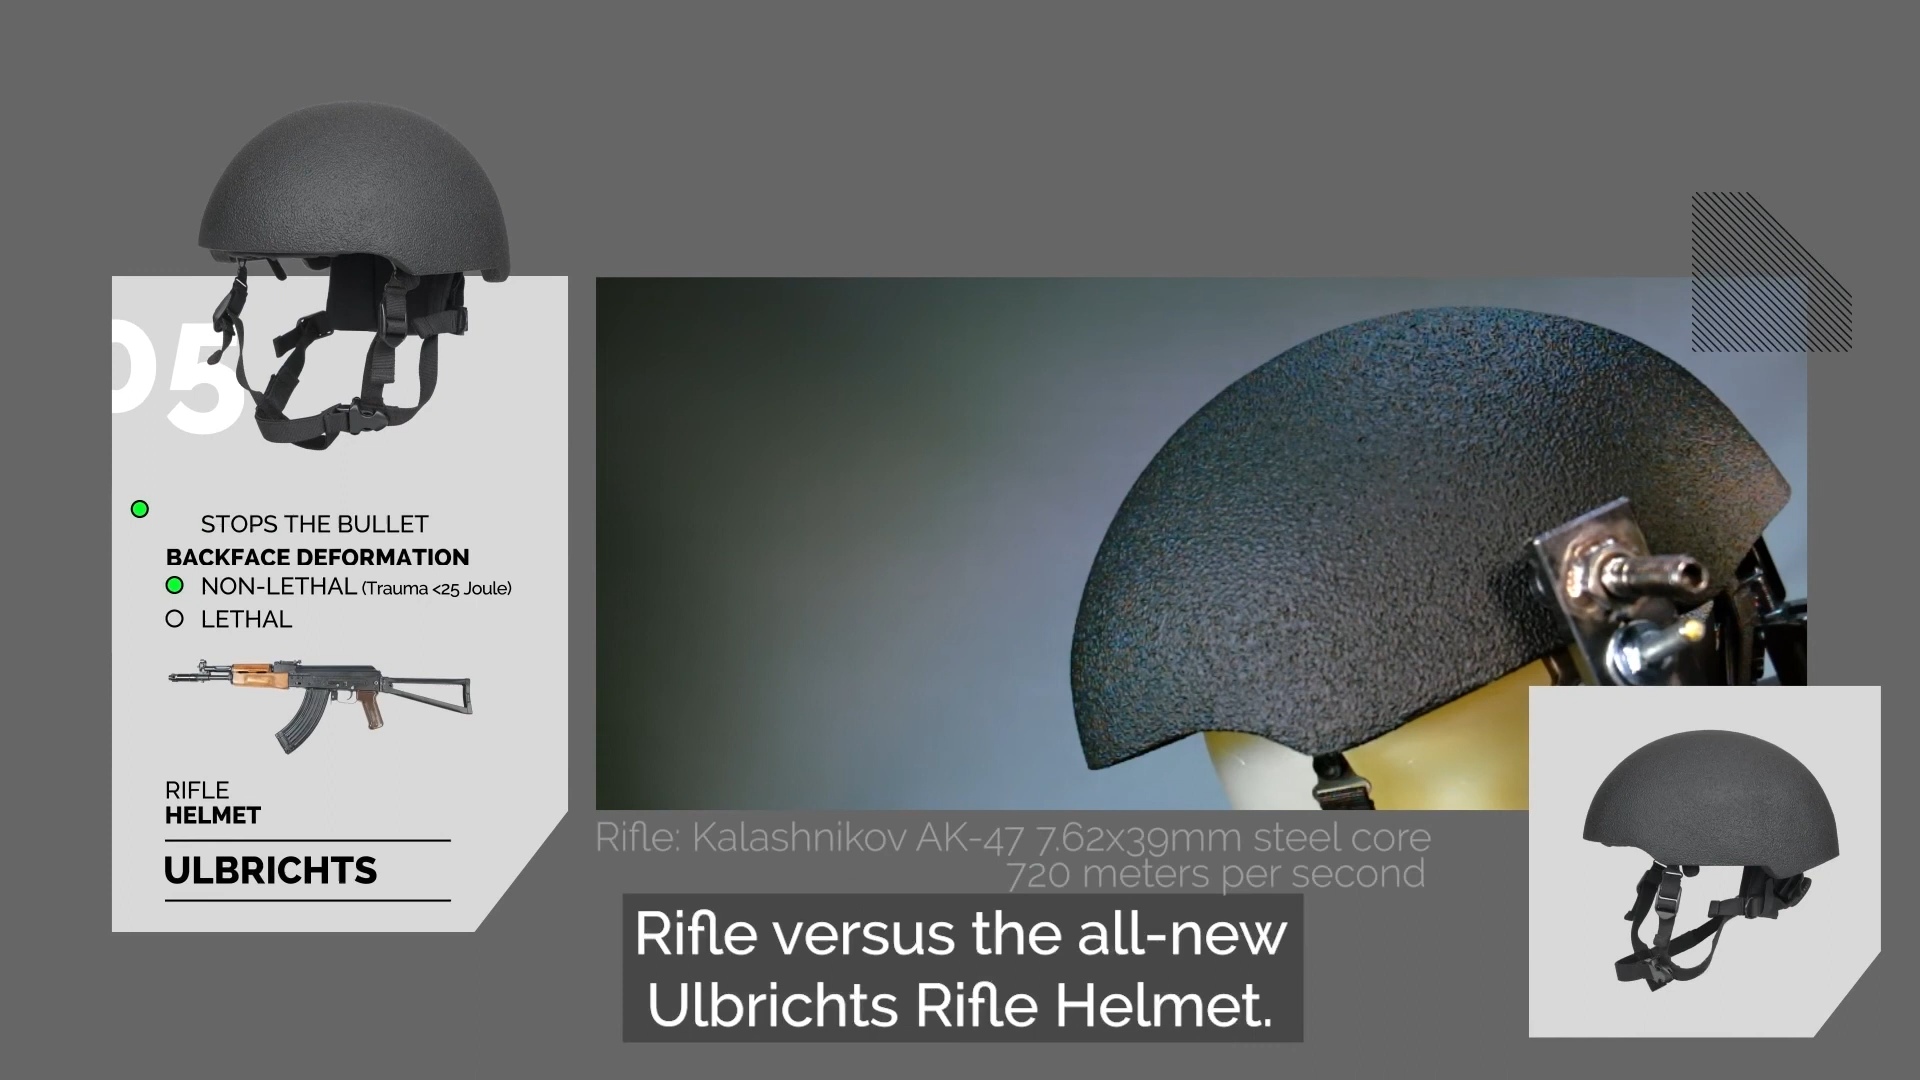 05
STOPS THE BULLET
BACKFACE DEFORMATION
NON-LETHAL (Trauma <25 Joule)
LETHAL
RIFLE
HELMET
ULBRICHTS
Rifle: Kalashnikov AK-47 7.62x39mm steel core
720 meters per second
Rifle versus the all-new
Ulbrichts Rifle Helmet.